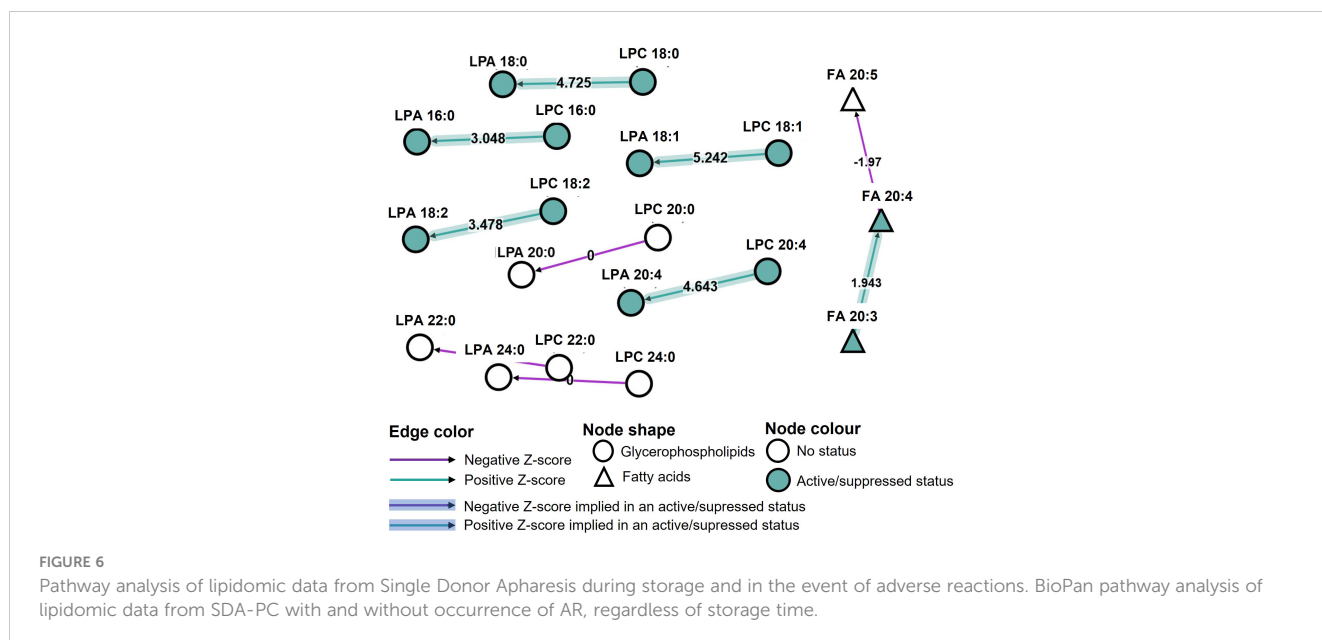 LPA 18:0
LPC 18:0
4.725
FA 20:5
LPA 16:0
LPC 16:0
3.048
LPA 18:1
LPC 18:1
5.242
-1.97
LPA 18:2
LPC 18:2
3.478
LPC 20:0
FA 20:4
LPA 20:0
0
LPA 20:4
LPC 20:4
4.643
1.943
FA 20:3
LPA 22:0
LPA 24:0
LPC 22:0
LPC 24:0
0
Edge color
Negative Z-score
Positive Z-score
Negative Z-score implied in an active/supressed status
Positive Z-score implied in an active/supressed status
Node shape
Glycerophospholipids
Fatty acids
Node colour
No status
Active/suppressed status
FIGURE 6
Pathway analysis of lipidomic data from Single Donor Apharesis during storage and in the event of adverse reactions. BioPan pathway analysis of
lipidomic data from SDA-PC with and without occurrence of AR, regardless of storage time.